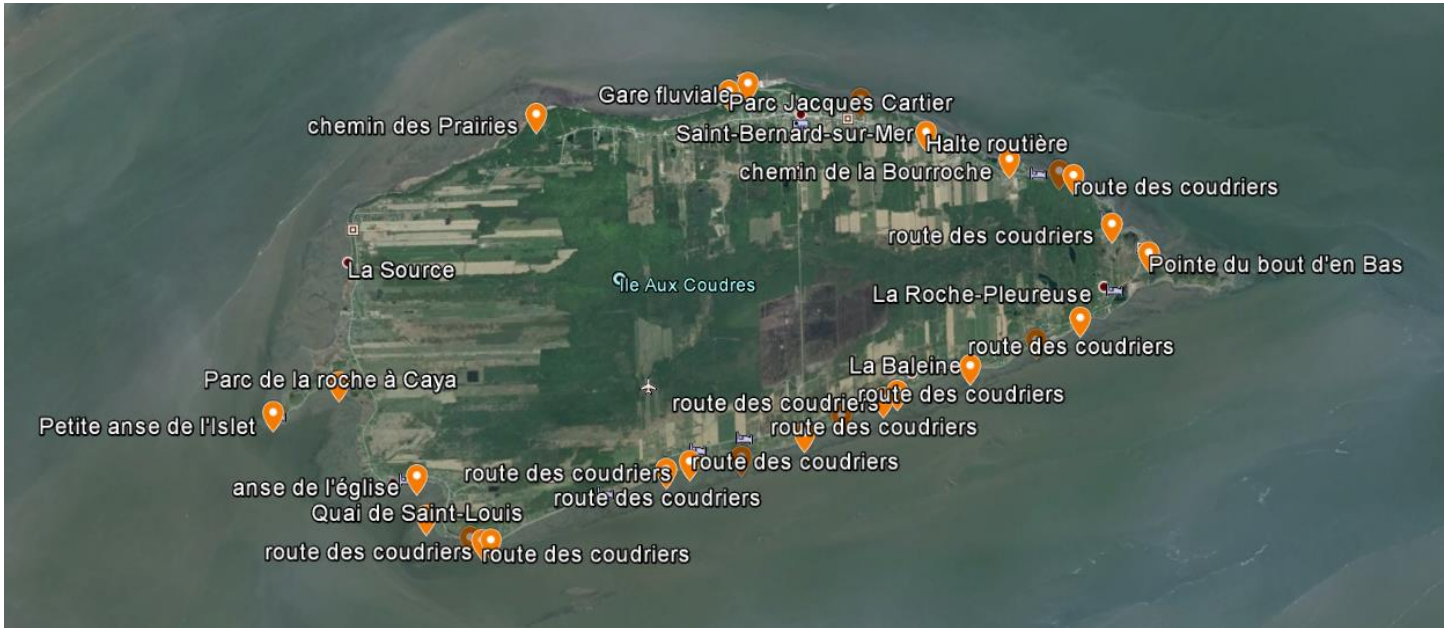 Gare fluviale
Parc Jacques Cartier
chemin des Prairies
Saint-Bernard-sur-Mer
Halte routière
chemin de la Bourroche
route des coudriers
route des coudriers
Pointe du bout d'en Bas
La Source
Île Aux Coudres
La Roche-Pleureuse
route des coudriers
La Baleine
Parc de la roche à Caya
route des coudriers
route des coudriers
Petite anse de l'Islet
route des coudriers
route des coudriers
route des coudriers
anse de l'église
route des coudriers
Quai de Saint-Louis
route des coudriers
route des coudriers